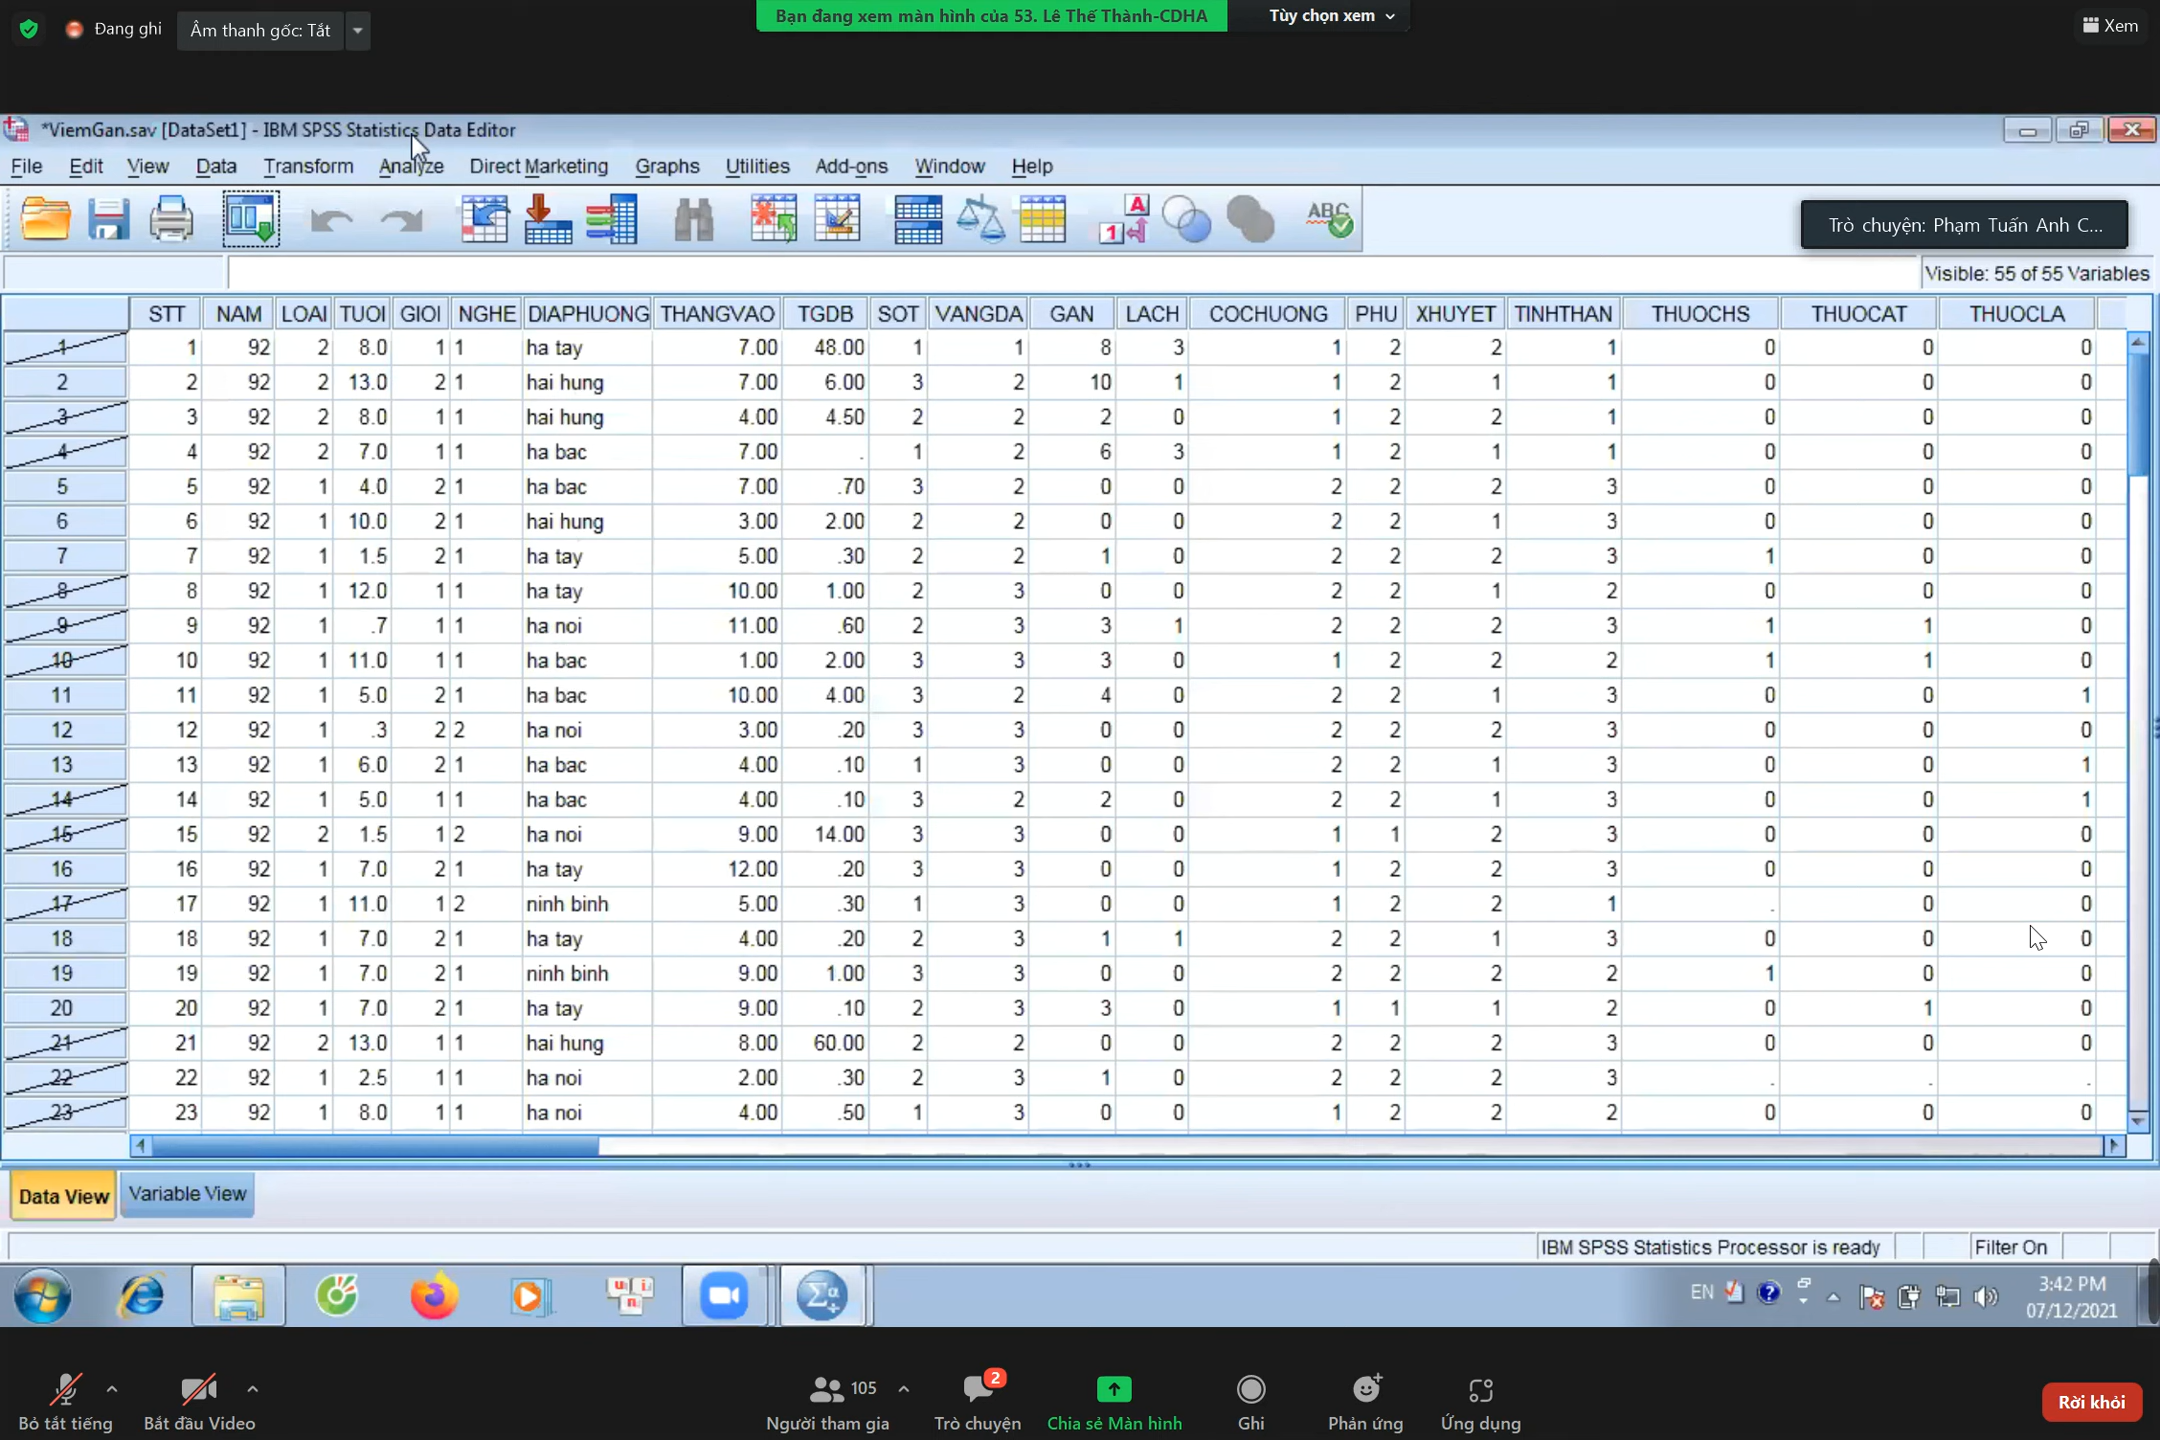 Đang ghi
Âm thanh gốc: Tắt
Bạn đang xem màn hình của 53. Lê Thế Thành-CDHA
Tùy chọn xem
Xem
*ViemGan.sav [DataSet1] - IBM SPSS Statistics Data Editor
File Edit View Data Transform Analyze Direct Marketing Graphs Utilities Add-ons Window Help
Trò chuyện: Phạm Tuấn Anh C...
Visible: 55 of 55 Variables
STT NAM LOAI TUOI GIOI NGHE DIAPHUONG THANGVAO TGDB SOT VANGDA GAN LACH COCHUONG PHU XHUYET TINHTHAN THUOCHS THUOCAT THUOCLA
1 1 92 2 8.0 1 1 ha tay 7.00 48.00 1 1 8 3 1 2 2 1 0 0 0
2 2 92 2 13.0 2 1 hai hung 7.00 6.00 3 2 10 1 1 2 1 1 0 0 0
3 3 92 2 8.0 1 1 hai hung 4.00 4.50 2 2 2 0 1 2 2 1 0 0 0
4 4 92 2 7.0 1 1 ha bac 7.00 . 1 2 6 3 1 2 1 1 0 0 0
5 5 92 1 4.0 2 1 ha bac 7.00 .70 3 2 0 0 2 2 2 3 0 0 0
6 6 92 1 10.0 2 1 hai hung 3.00 2.00 2 2 0 0 2 2 1 3 0 0 0
7 7 92 1 1.5 2 1 ha tay 5.00 .30 2 2 1 0 2 2 2 3 1 0 0
8 8 92 1 12.0 1 1 ha tay 10.00 1.00 2 3 0 0 2 2 1 2 0 0 0
9 9 92 1 .7 1 1 ha noi 11.00 .60 2 3 3 1 2 2 2 3 1 1 0
10 10 92 1 11.0 1 1 ha bac 1.00 2.00 3 3 3 0 1 2 2 2 1 1 0
11 11 92 1 5.0 2 1 ha bac 10.00 4.00 3 2 4 0 2 2 1 3 0 0 1
12 12 92 1 .3 2 2 ha noi 3.00 .20 3 3 0 0 2 2 2 3 0 0 0
13 13 92 1 6.0 2 1 ha bac 4.00 .10 1 3 0 0 2 2 1 3 0 0 1
14 14 92 1 5.0 1 1 ha bac 4.00 .10 3 2 2 0 2 2 1 3 0 0 1
15 15 92 2 1.5 1 2 ha noi 9.00 14.00 3 3 0 0 1 1 2 3 0 0 0
16 16 92 1 7.0 2 1 ha tay 12.00 .20 3 3 0 0 1 2 2 3 0 0 0
17 17 92 1 11.0 1 2 ninh binh 5.00 .30 1 3 0 0 1 2 2 1 . 0 0
18 18 92 1 7.0 2 1 ha tay 4.00 .20 2 3 1 1 2 2 1 3 0 0 0
19 19 92 1 7.0 2 1 ninh binh 9.00 1.00 3 3 0 0 2 2 2 2 1 0 0
20 20 92 1 7.0 2 1 ha tay 9.00 .10 2 3 3 0 1 1 1 2 0 1 0
21 21 92 2 13.0 1 1 hai hung 8.00 60.00 2 2 0 0 2 2 2 3 0 0 0
22 22 92 1 2.5 1 1 ha noi 2.00 .30 2 3 1 0 2 2 2 3 . . .
23 23 92 1 8.0 1 1 ha noi 4.00 .50 1 3 0 0 1 2 2 2 0 0 0
Data View Variable View
IBM SPSS Statistics Processor is ready Filter On
EN
3:42 PM
07/12/2021
105
2
Bỏ tắt tiếng
Bắt đầu Video
Người tham gia
Trò chuyện
Chia sẻ Màn hình
Ghi
Phản ứng
Ứng dụng
Rời khỏi